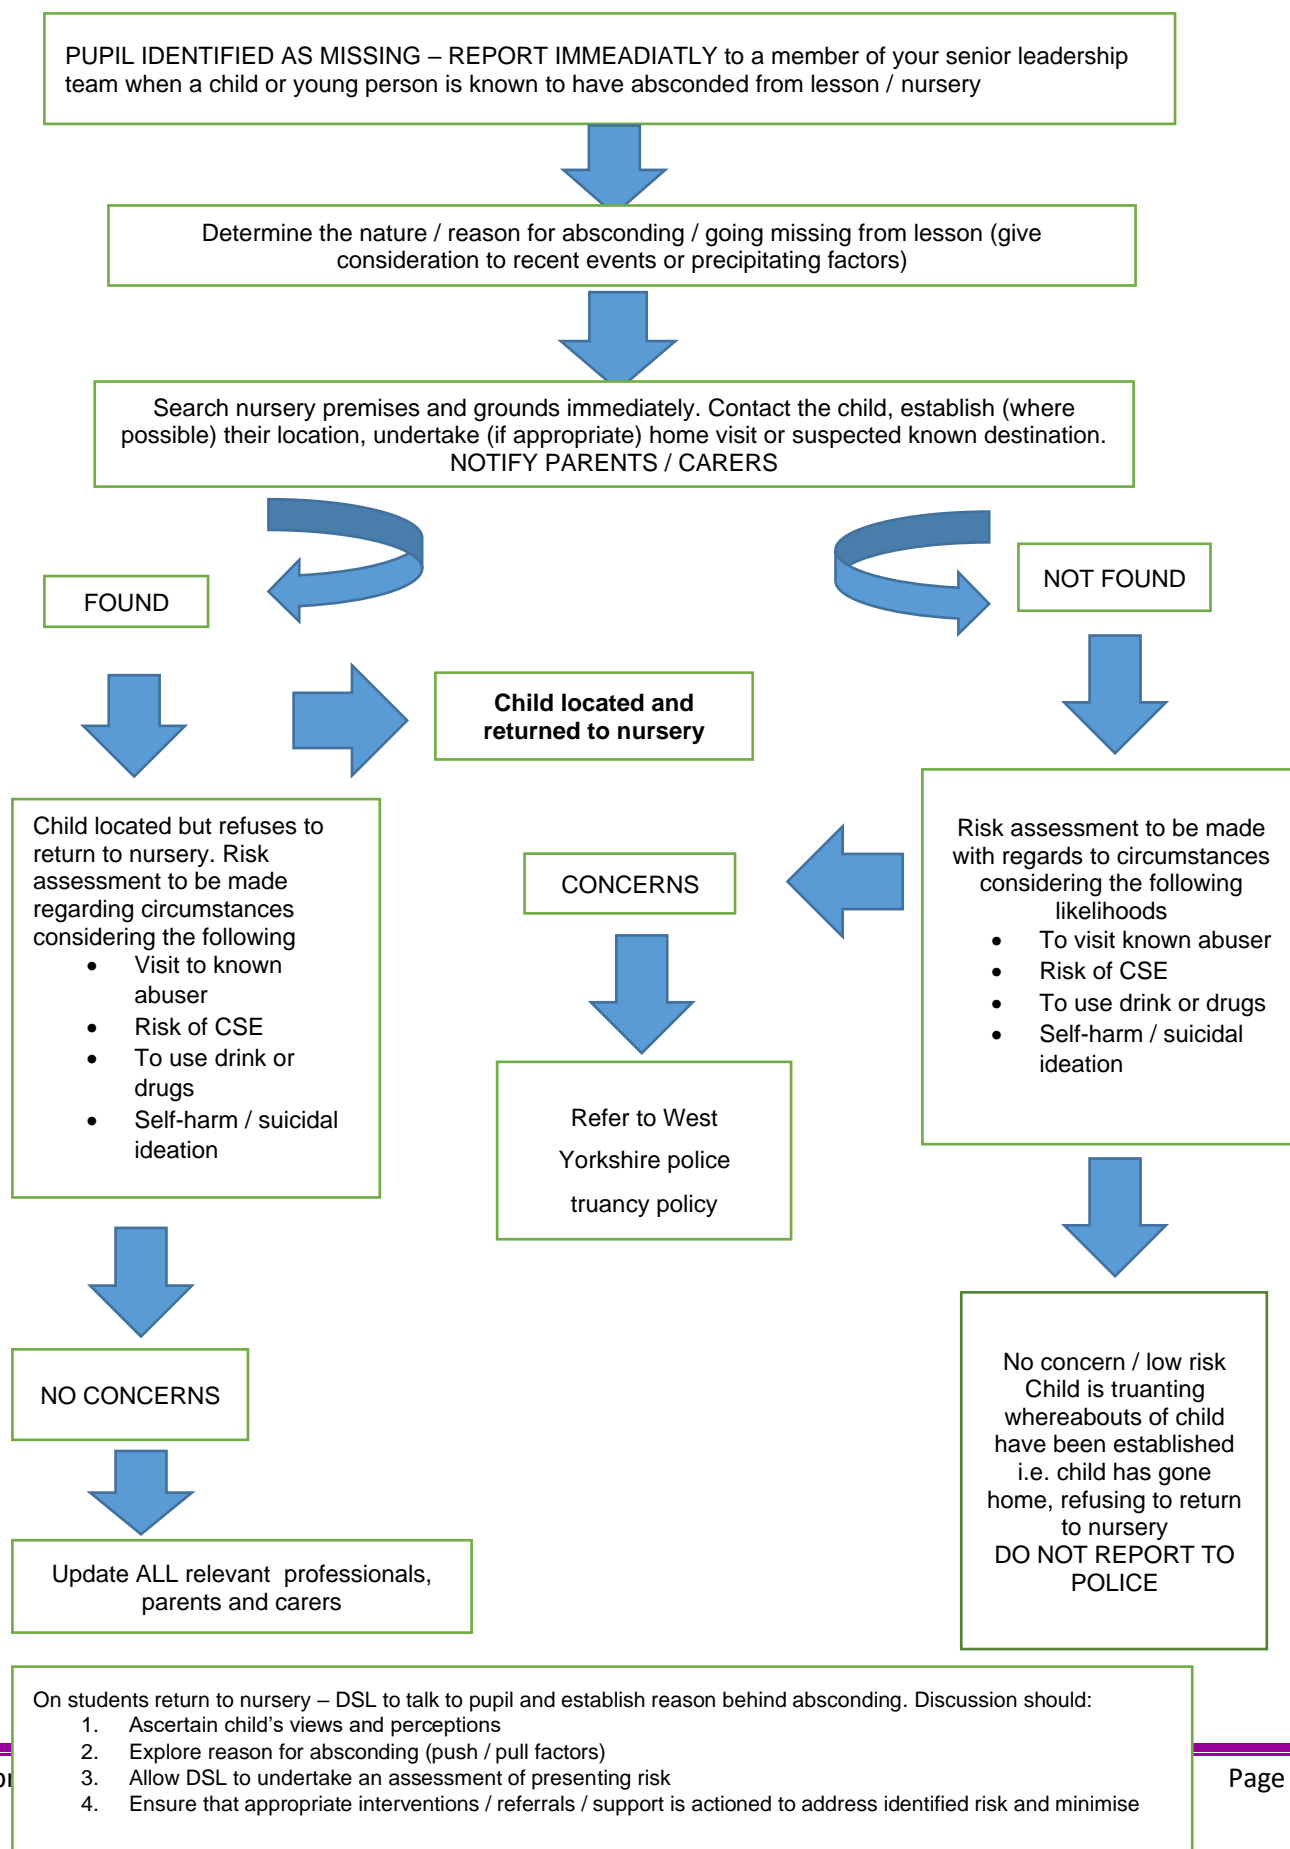 PUPIL IDENTIFIED AS MISSING – REPORT IMMEADIATLY to a member of your senior leadership
team when a child or young person is known to have absconded from lesson / nursery
Determine the nature / reason for absconding / going missing from lesson (give
consideration to recent events or precipitating factors)
Search nursery premises and grounds immediately. Contact the child, establish (where
possible) their location, undertake (if appropriate) home visit or suspected known destination.
NOTIFY PARENTS / CARERS
FOUND
NOT FOUND
Child located and
returned to nursery
Child located but refuses to
return to nursery. Risk
assessment to be made
regarding circumstances
considering the following
• Visit to known
abuser
• Risk of CSE
• To use drink or
drugs
• Self-harm / suicidal
ideation
CONCERNS
Risk assessment to be made
with regards to circumstances
considering the following
likelihoods
• To visit known abuser
• Risk of CSE
• To use drink or drugs
• Self-harm / suicidal
ideation
Refer to West
Yorkshire police
truancy policy
NO CONCERNS
No concern / low risk
Child is truanting
whereabouts of child
have been established
i.e. child has gone
home, refusing to return
to nursery
DO NOT REPORT TO
POLICE
Update ALL relevant professionals,
parents and carers
On students return to nursery – DSL to talk to pupil and establish reason behind absconding. Discussion should:
1. Ascertain child's views and perceptions
2. Explore reason for absconding (push / pull factors)
3. Allow DSL to undertake an assessment of presenting risk
4. Ensure that appropriate interventions / referrals / support is actioned to address identified risk and minimise
Page